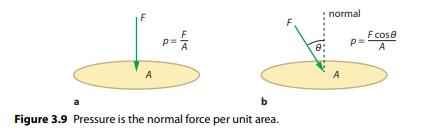 F
p = F/A
A
a
normal
F
θ
p = F cos θ/A
A
b
Figure 3.9 Pressure is the normal force per unit area.